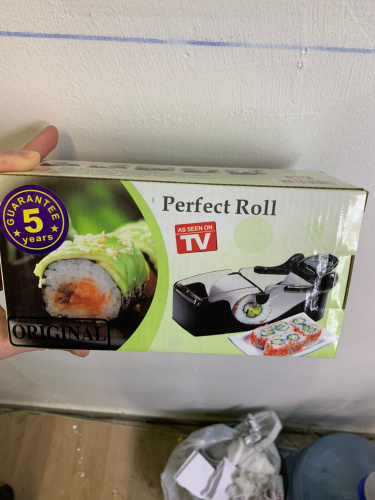 Perfect Roll
AS SEEN ON
TV
GUARANTEE
5
years
ORIGINAL